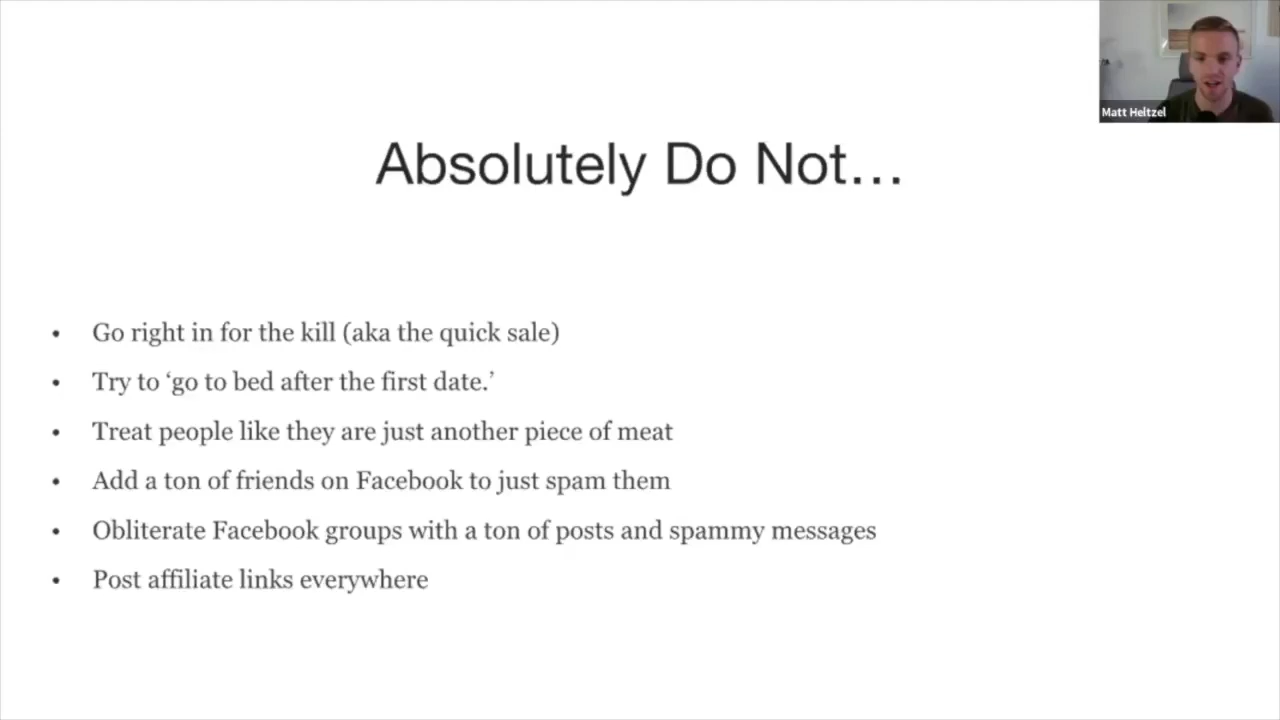 Matt Heltzel
Absolutely Do Not…
• Go right in for the kill (aka the quick sale)
• Try to ‘go to bed after the first date.’
• Treat people like they are just another piece of meat
• Add a ton of friends on Facebook to just spam them
• Obliterate Facebook groups with a ton of posts and spammy messages
• Post affiliate links everywhere